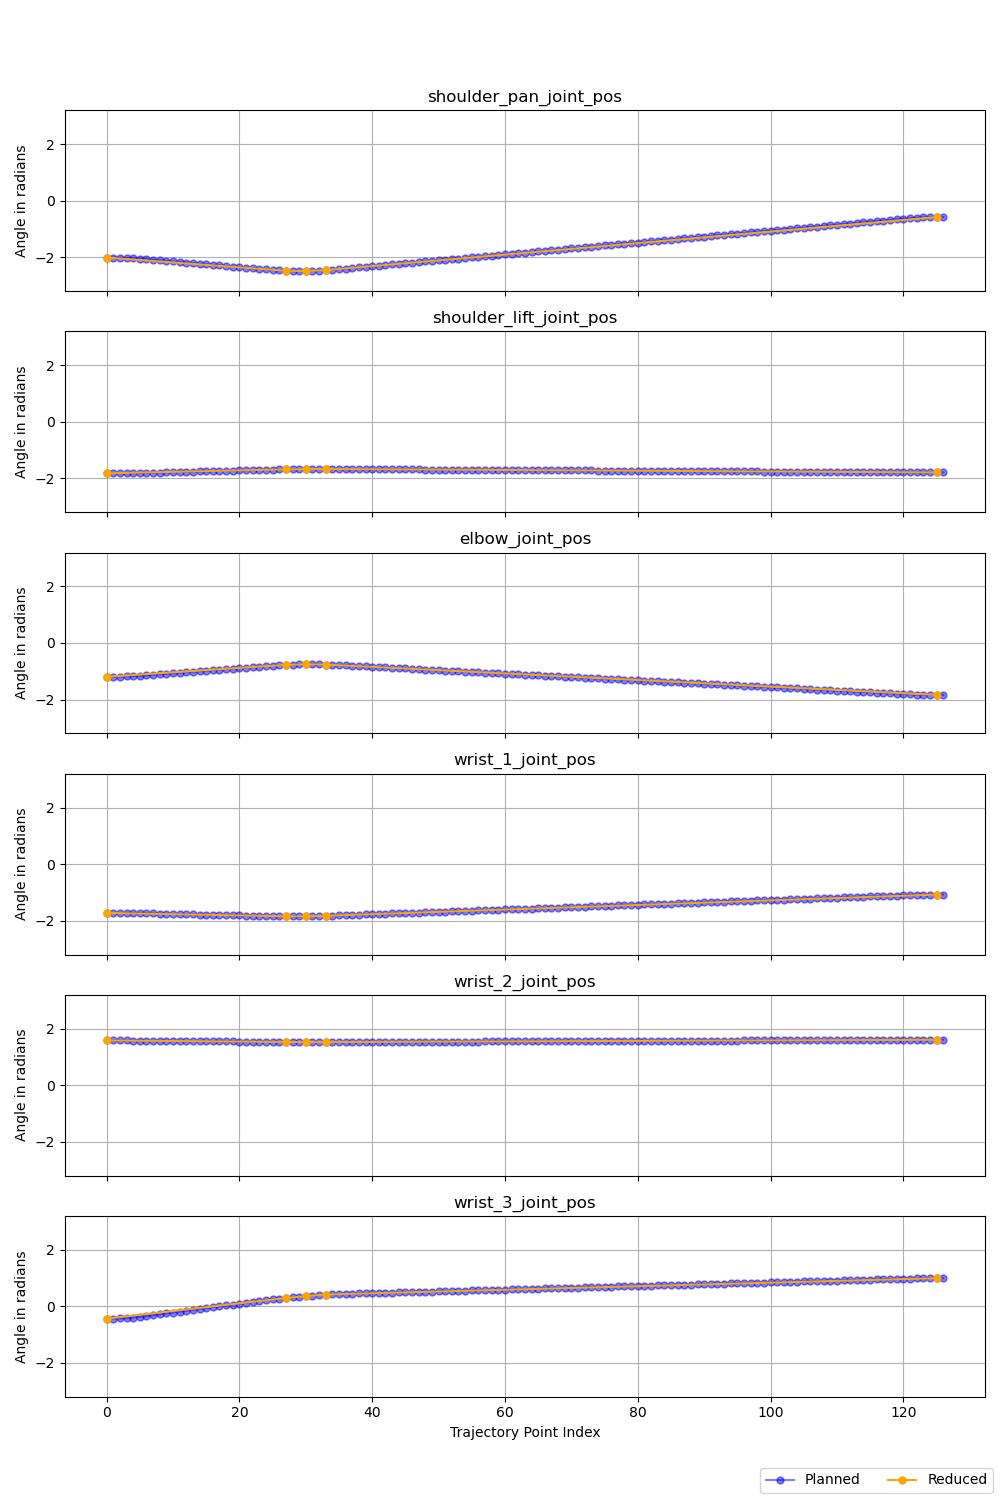 shoulder_pan_joint_pos
Angle in radians
2
0
−2
shoulder_lift_joint_pos
Angle in radians
2
0
−2
elbow_joint_pos
Angle in radians
2
0
−2
wrist_1_joint_pos
Angle in radians
2
0
−2
wrist_2_joint_pos
Angle in radians
2
0
−2
wrist_3_joint_pos
Angle in radians
2
0
−2
0 20 40 60 80 100 120
Trajectory Point Index
Planned Reduced